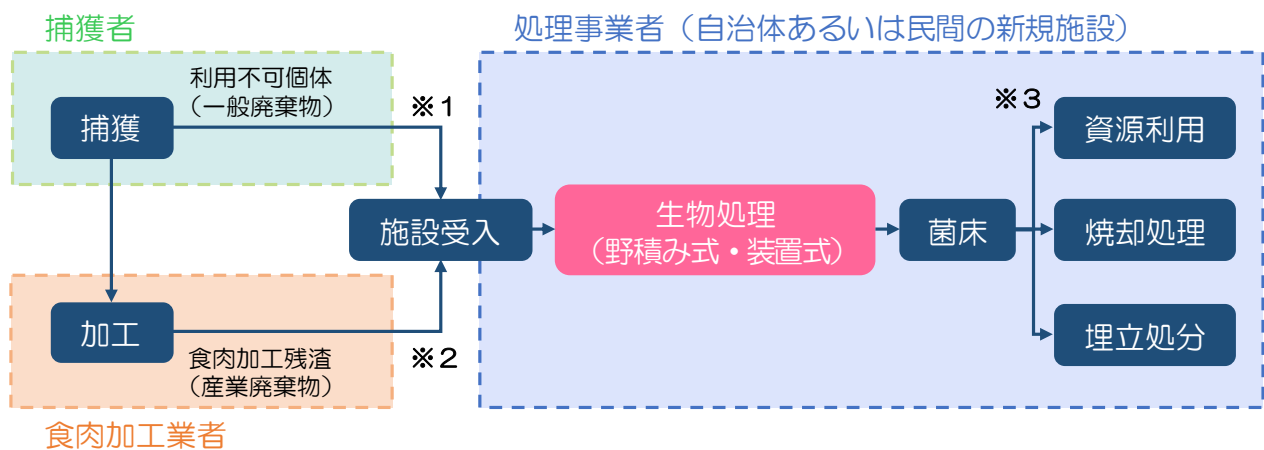 捕獲者
処理事業者（自治体あるいは民間の新規施設）
利用不可個体
（一般廃棄物）
※１
※３
捕獲
資源利用
施設受入
生物処理
（野積み式・装置式）
菌床
焼却処理
加工
食肉加工残渣
（産業廃棄物）
※２
埋立処分
食肉加工業者